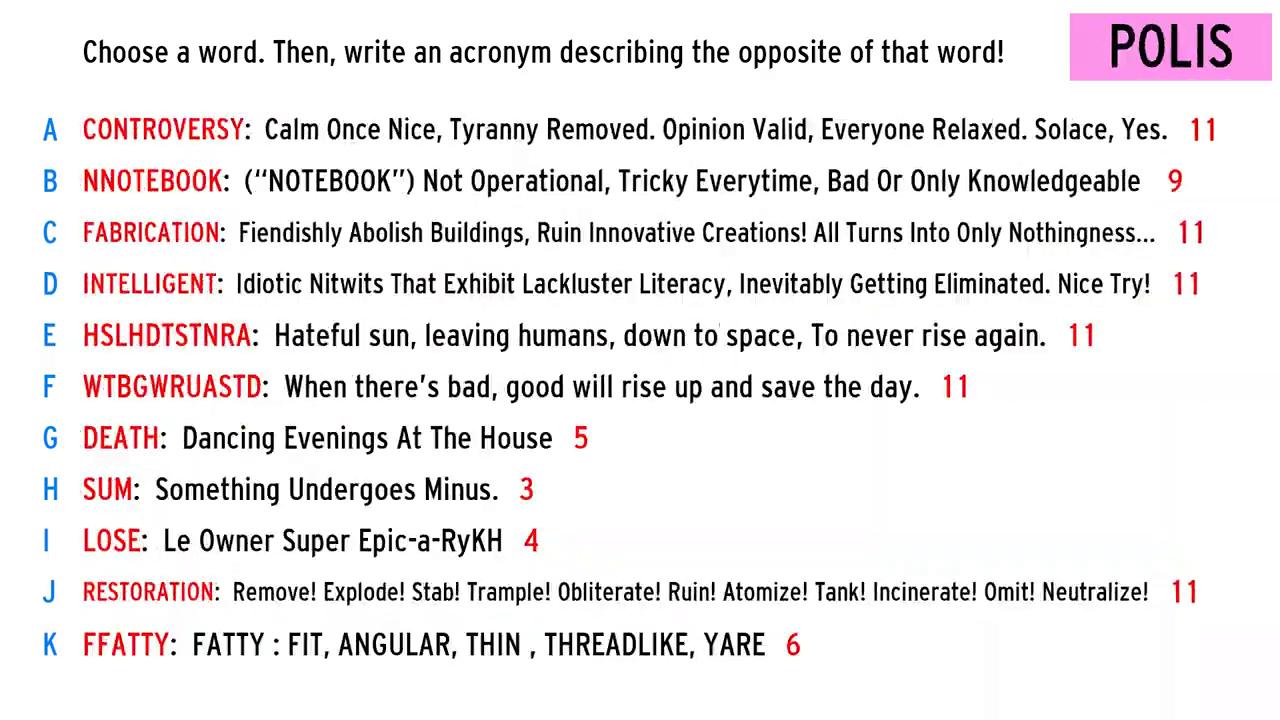 Choose a word. Then, write an acronym describing the opposite of that word!
POLIS
A CONTROVERSY: Calm Once Nice, Tyranny Removed. Opinion Valid, Everyone Relaxed. Solace, Yes. 11
B NNOTEBOOK: (“NOTEBOOK”) Not Operational, Tricky Everytime, Bad Or Only Knowledgeable 9
C FABRICATION: Fiendishly Abolish Buildings, Ruin Innovative Creations! All Turns Into Only Nothingness... 11
D INTELLIGENT: Idiotic Nitwits That Exhibit Lackluster Literacy, Inevitably Getting Eliminated. Nice Try! 11
E HSLHDTSTNRA: Hateful sun, leaving humans, down to space, To never rise again. 11
F WTBGWRUASTD: When there’s bad, good will rise up and save the day. 11
G DEATH: Dancing Evenings At The House 5
H SUM: Something Undergoes Minus. 3
I LOSE: Le Owner Super Epic-a-RyKH 4
J RESTORATION: Remove! Explode! Stab! Trample! Obliterate! Ruin! Atomize! Tank! Incinerate! Omit! Neutralize! 11
K FFATTY: FATTY : FIT, ANGULAR, THIN , THREADLIKE, YARE 6